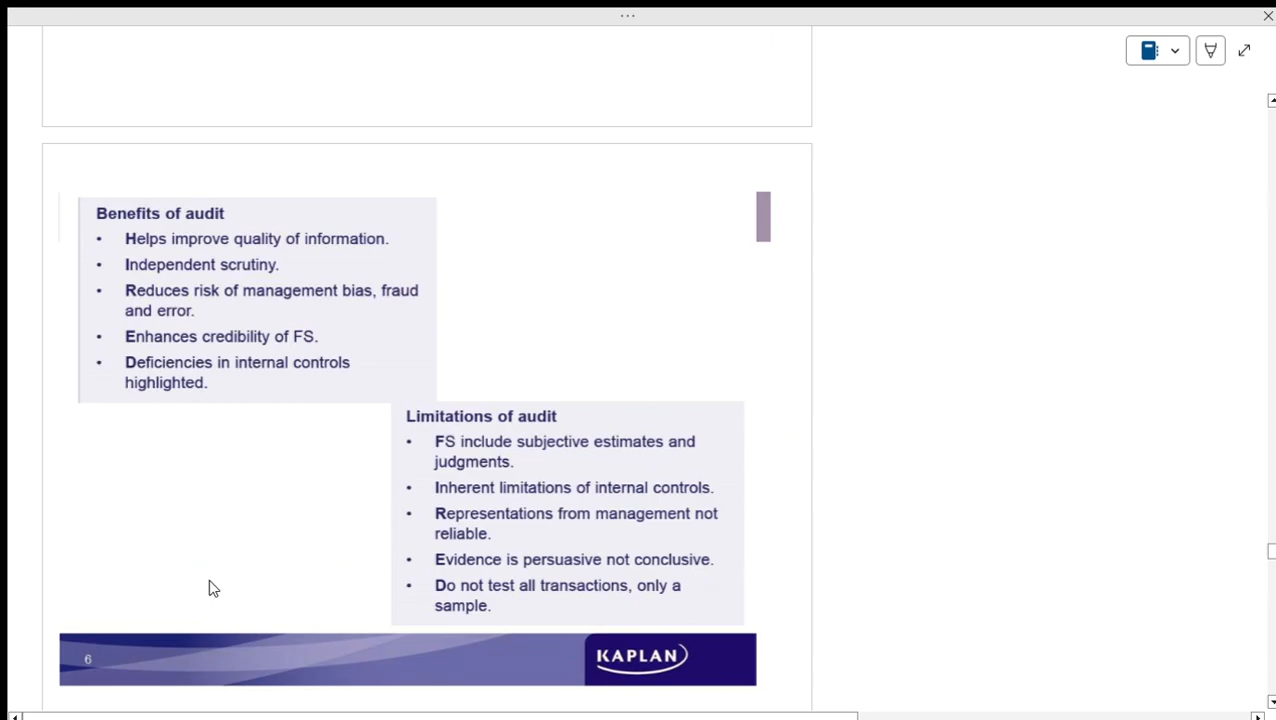 Benefits of audit
• Helps improve quality of information.
• Independent scrutiny.
• Reduces risk of management bias, fraud
and error.
• Enhances credibility of FS.
• Deficiencies in internal controls
highlighted.
Limitations of audit
• FS include subjective estimates and
judgments.
• Inherent limitations of internal controls.
• Representations from management not
reliable.
• Evidence is persuasive not conclusive.
• Do not test all transactions, only a
sample.
6
KAPLAN